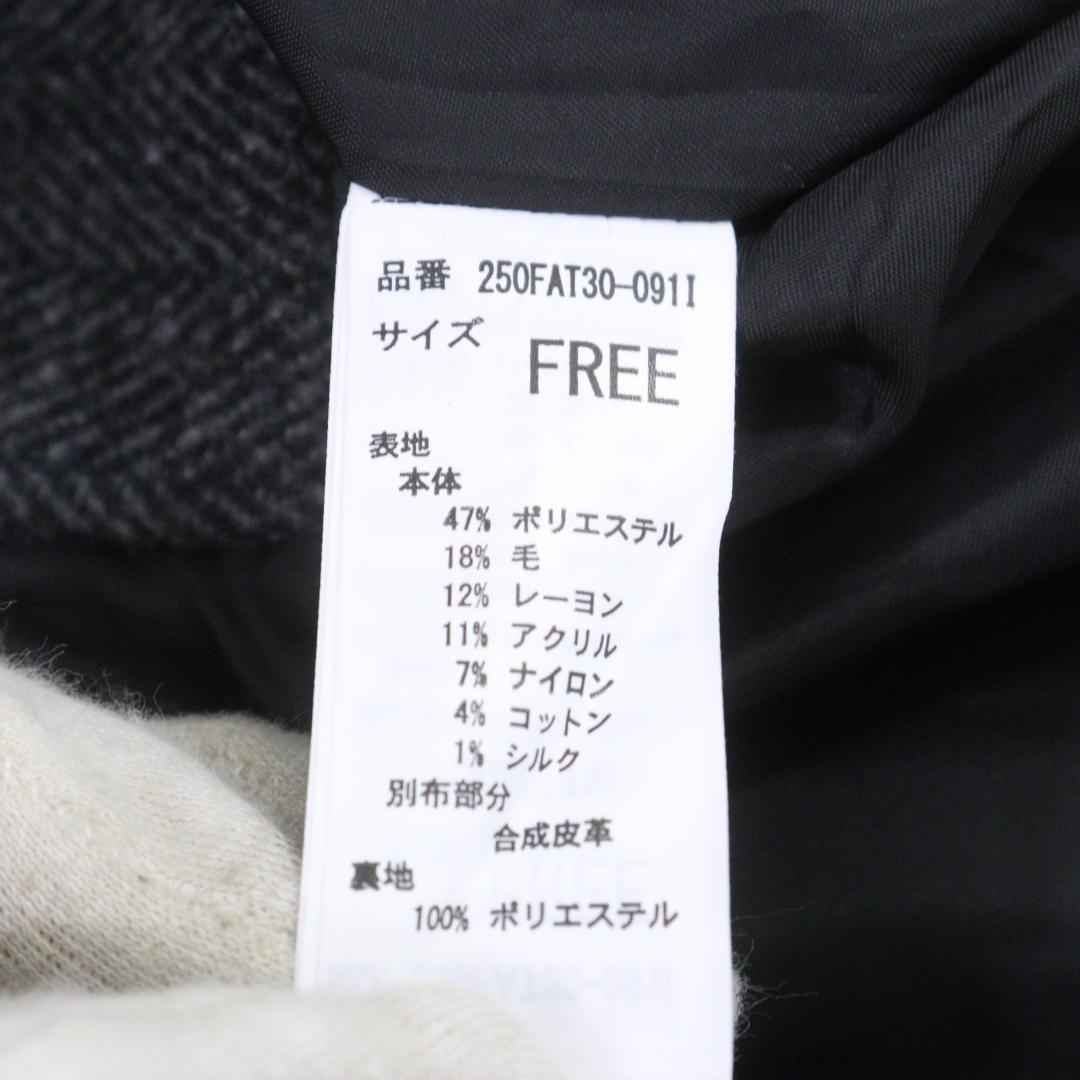 品番 250FAT30-091I
サイズ
FREE
表地
本体
47% ポリエステル
18% 毛
12% レーヨン
11% アクリル
7% ナイロン
4% コットン
1% シルク
別布部分
合成皮革
裏地
100% ポリエステル